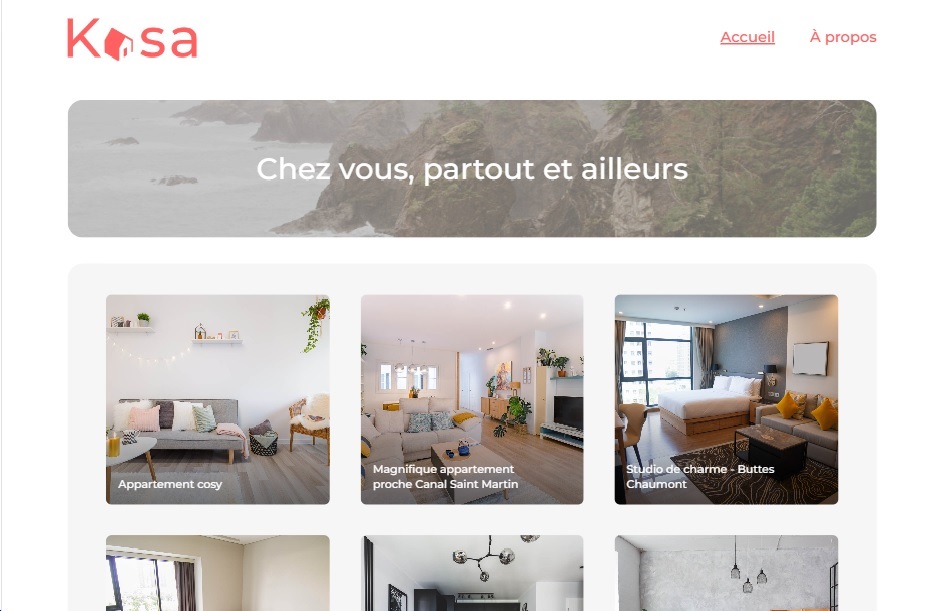 Kasa
Accueil
À propos
Chez vous, partout et ailleurs
Appartement cosy
Magnifique appartement
proche Canal Saint Martin
Studio de charme - Buttes
Chaumont